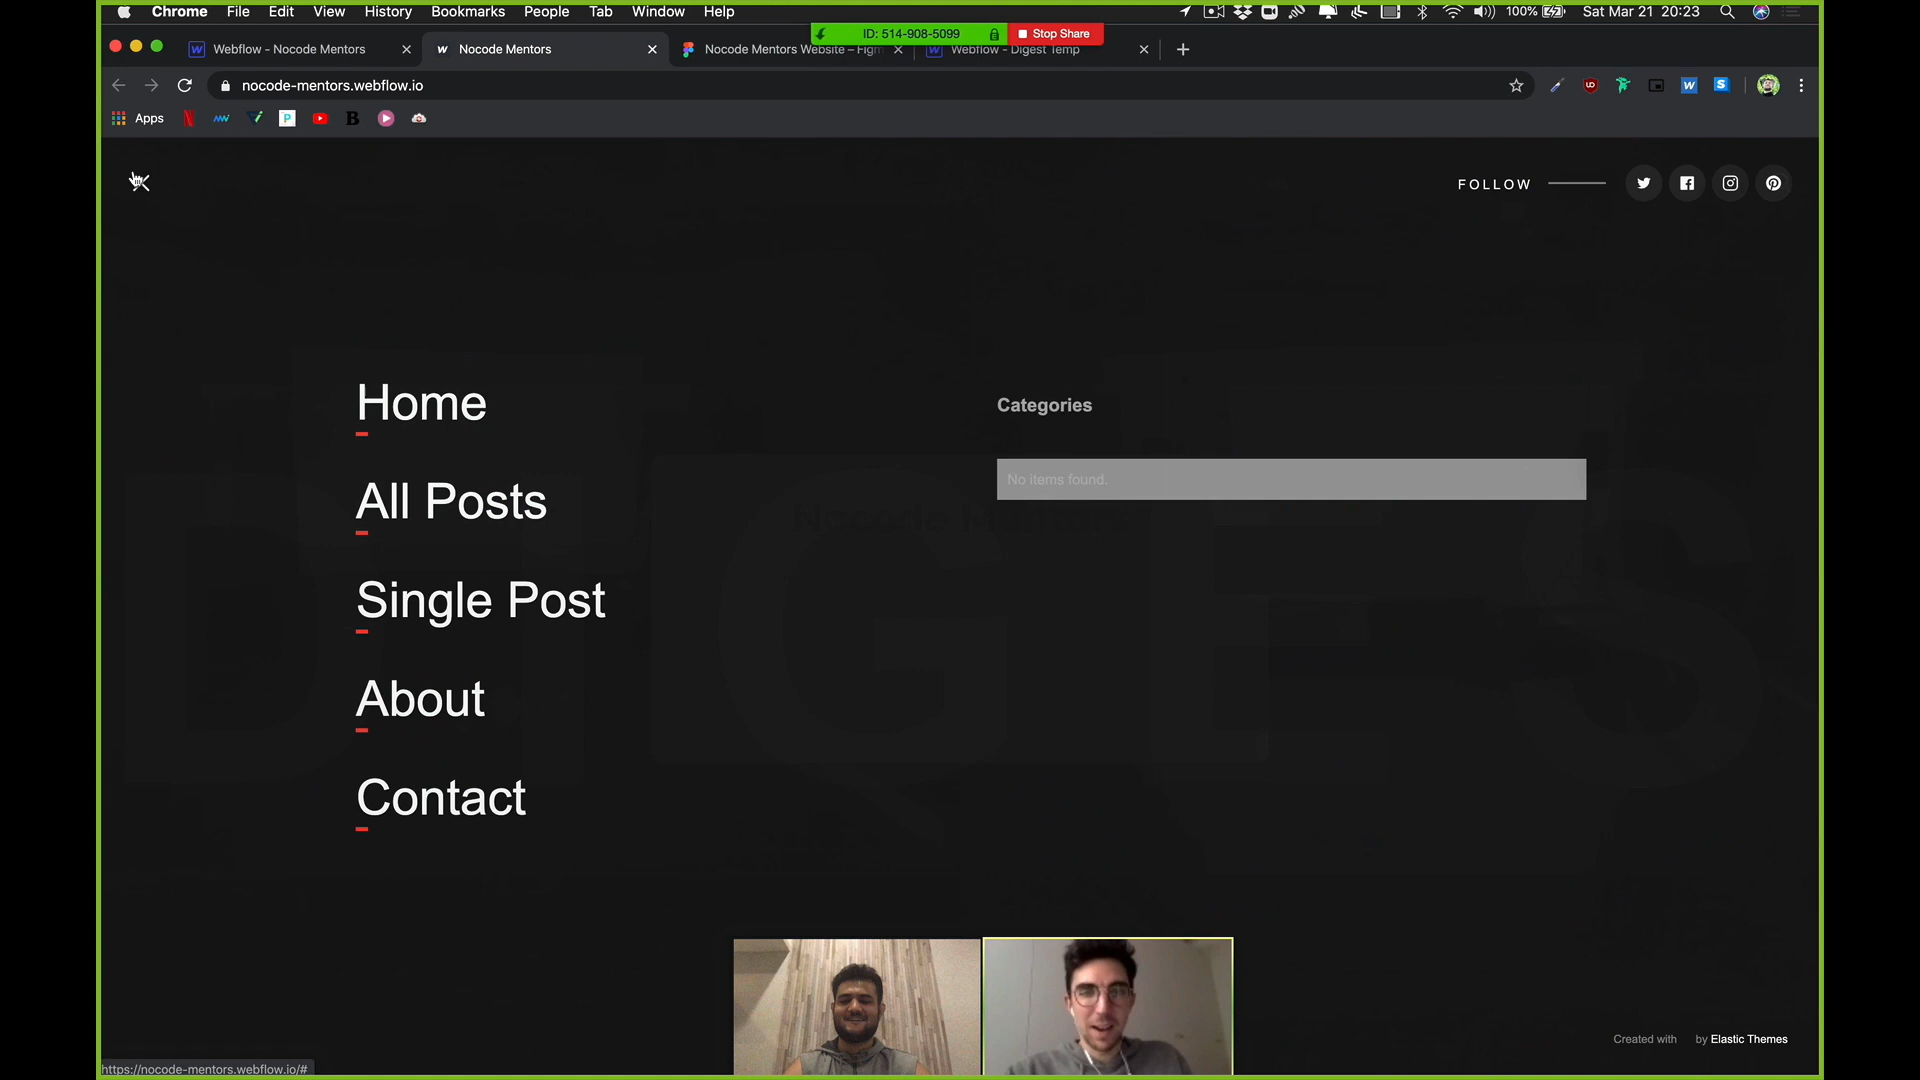 Chrome File Edit View History Bookmarks People Tab Window Help 100% Sat Mar 21 20:23
ID: 514-908-5099 Stop Share
Webflow - Nocode Mentors Nocode Mentors Nocode Mentors Website – Figm Webflow - Digest Temp
nocode-mentors.webflow.io
Apps
FOLLOW
Home
All Posts
Single Post
About
Contact
Categories
No items found.
Nocode M
Created with by Elastic Themes
https://nocode-mentors.webflow.io/#